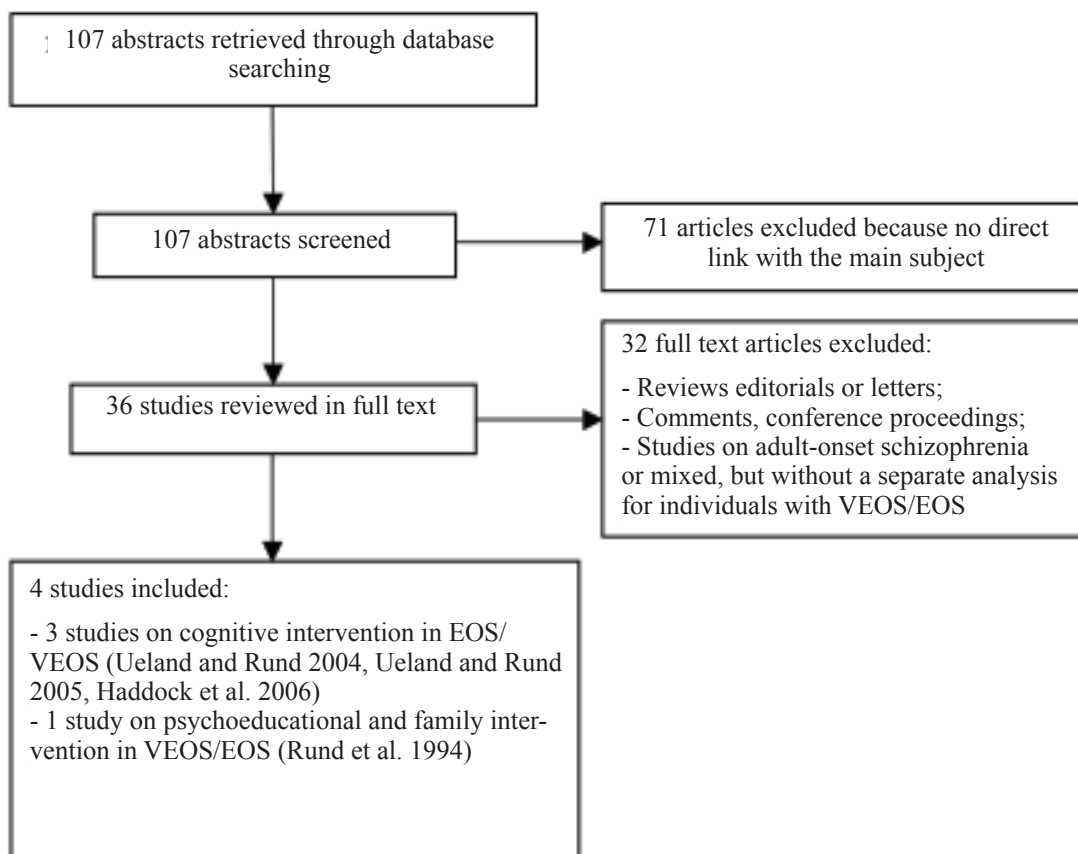 107 abstracts retrieved through database
searching
107 abstracts screened
71 articles excluded because no direct
link with the main subject
36 studies reviewed in full text
32 full text articles excluded:
- Reviews editorials or letters;
- Comments, conference proceedings;
- Studies on adult-onset schizophrenia
or mixed, but without a separate analysis
for individuals with VEOS/EOS
4 studies included:
- 3 studies on cognitive intervention in EOS/
VEOS (Ueland and Rund 2004, Ueland and Rund
2005, Haddock et al. 2006)
- 1 study on psychoeducational and family inter-
vention in VEOS/EOS (Rund et al. 1994)